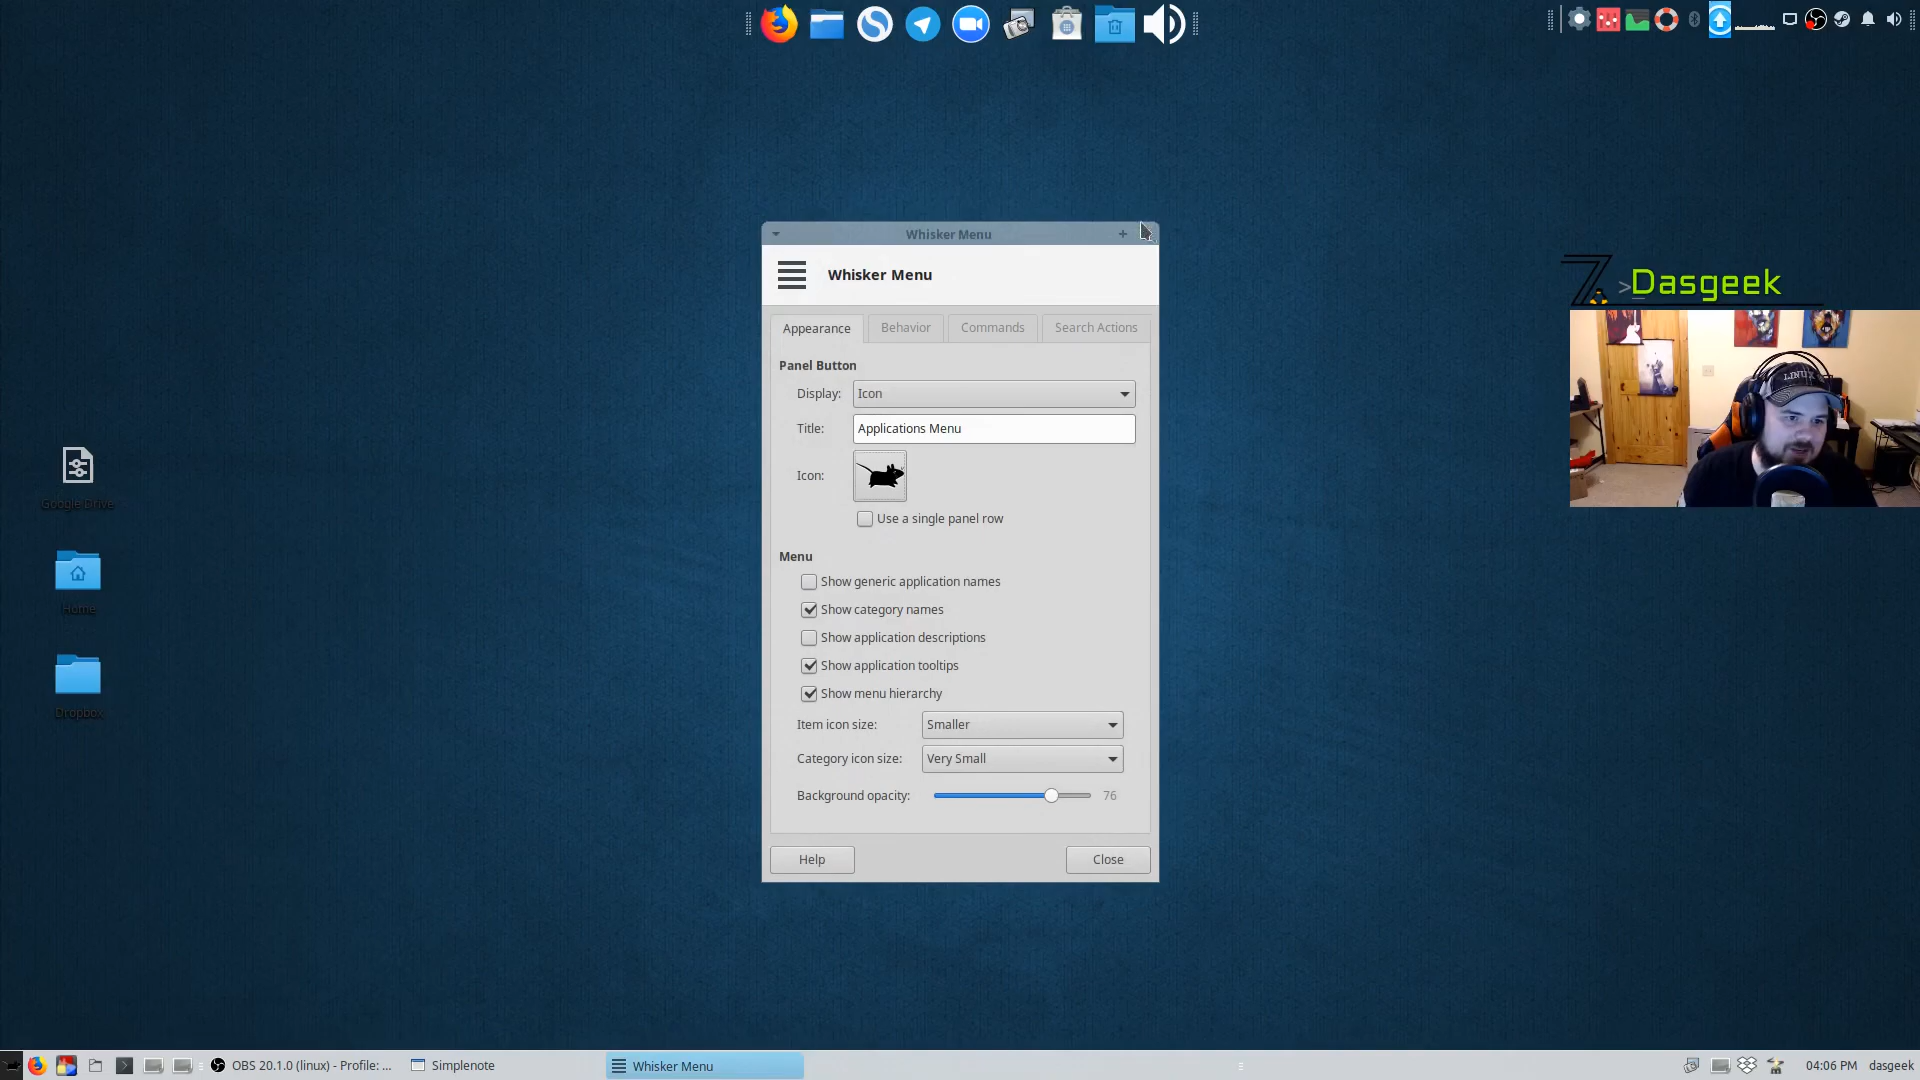 Whisker Menu
Whisker Menu
Appearance
Behavior
Commands
Search Actions
Panel Button
Display: Icon
Title: Applications Menu
Icon:
Use a single panel row
Menu
Show generic application names
Show category names
Show application descriptions
Show application tooltips
Show menu hierarchy
Item icon size: Smaller
Category icon size: Very Small
Background opacity: 76
Help
Close
Google Drive
Home
Dropbox
>_Dasgeek
LINUX
OBS 20.1.0 (linux) - Profile: ...
Simplenote
Whisker Menu
04:06 PM
dasgeek